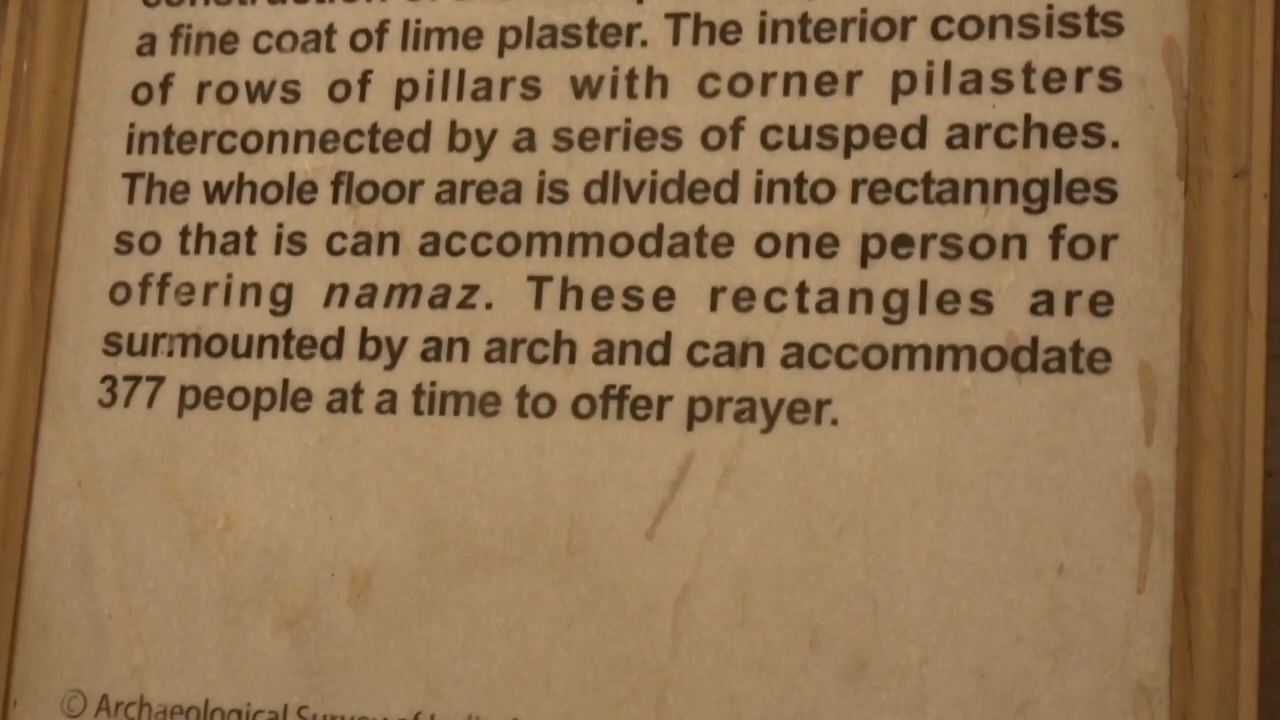 a fine coat of lime plaster. The interior consists
of rows of pillars with corner pilasters
interconnected by a series of cusped arches.
The whole floor area is dlvided into rectanngles
so that is can accommodate one person for
offering namaz. These rectangles are
surmounted by an arch and can accommodate
377 people at a time to offer prayer.
© Archaeological Survey of